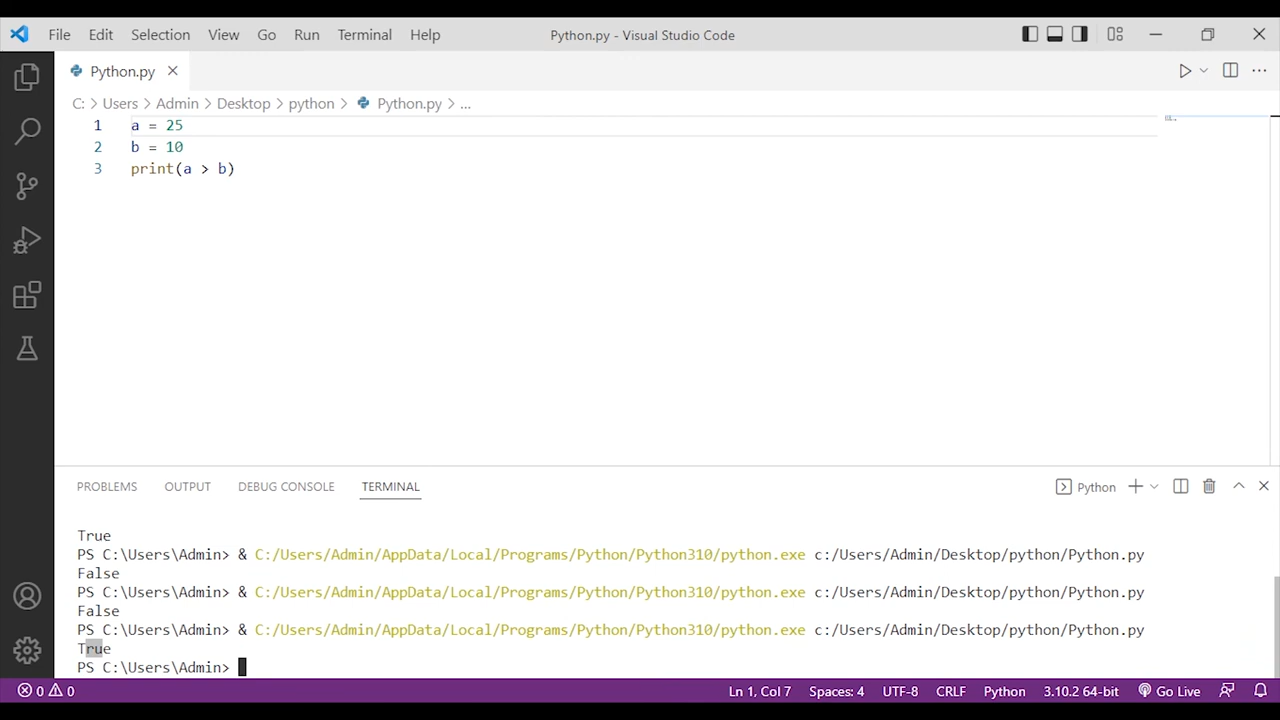 File Edit Selection View Go Run Terminal Help Python.py - Visual Studio Code
Python.py
C: > Users > Admin > Desktop > python > Python.py > ...
1 a = 25
2 b = 10
3 print(a > b)
PROBLEMS OUTPUT DEBUG CONSOLE TERMINAL Python
True
PS C:\Users\Admin> & C:/Users/Admin/AppData/Local/Programs/Python/Python310/python.exe c:/Users/Admin/Desktop/python/Python.py
False
PS C:\Users\Admin> & C:/Users/Admin/AppData/Local/Programs/Python/Python310/python.exe c:/Users/Admin/Desktop/python/Python.py
False
PS C:\Users\Admin> & C:/Users/Admin/AppData/Local/Programs/Python/Python310/python.exe c:/Users/Admin/Desktop/python/Python.py
True
PS C:\Users\Admin>
0 0 Ln 1, Col 7 Spaces: 4 UTF-8 CRLF Python 3.10.2 64-bit Go Live